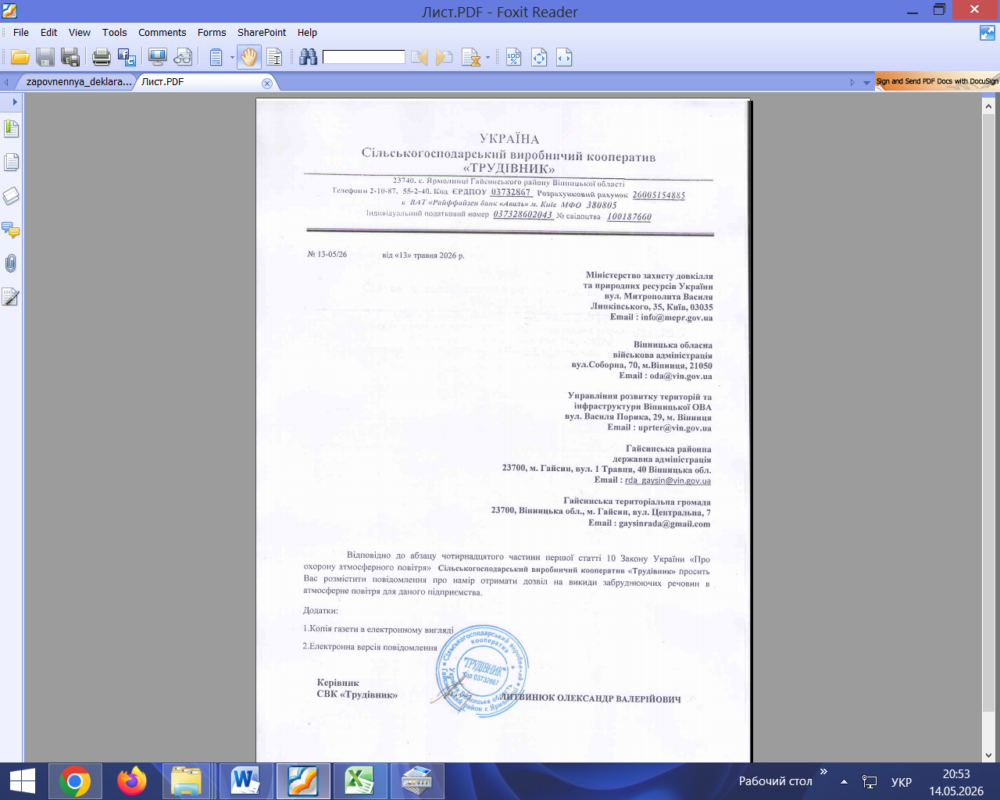 Лист.PDF - Foxit Reader
File Edit View Tools Comments Forms SharePoint Help
zapovnennya_deklara... Лист.PDF
Sign and Send PDF Docs with DocuSign
УКРАЇНА
Сільськогосподарський виробничий кооператив
«ТРУДІВНИК»
23740, с. Ярмолинці Гайсинського району Вінницької області
Телефони 2-10-87, 55-2-40. Код ЄРДПОУ 03732867 Розрахунковий рахунок 26005154885
в ВАТ «Райффайзен банк «Аваль» м. Київ МФО 380805
Індивідуальний податковий номер 037328602043 № свідоцтва 100187660
№ 13-05/26 від «13» травня 2026 р.
Міністерство захисту довкілля
та природних ресурсів України
вул. Митрополита Василя
Липківського, 35, Київ, 03035
Email : info@mepr.gov.ua
Вінницька обласна
військова адміністрація
вул.Соборна, 70, м.Вінниця, 21050
Email : oda@vin.gov.ua
Управління розвитку територій та
інфраструктури Вінницької ОВА
вул. Василя Порика, 29, м. Вінниця
Email : uprter@vin.gov.ua
Гайсинська районна
державна адміністрація
23700, м. Гайсин, вул. 1 Травня, 40 Вінницька обл.
Email : rda_gaysin@vin.gov.ua
Гайсинська територіальна громада
23700, Вінницька обл., м. Гайсин, вул. Центральна, 7
Email : gaysinrada@gmail.com
Відповідно до абзацу чотирнадцятого частини першої статті 10 Закону України «Про
охорону атмосферного повітря» Сільськогосподарський виробничий кооператив «Трудівник» просить
Вас розмістити повідомлення про намір отримати дозвіл на викиди забруднюючих речовин в
атмосферне повітря для даного підприємства.
Додатки:
1.Копія газети в електронному вигляді
2.Електронна версія повідомлення
Сільськогосподарський виробничий
кооператив
"ТРУДІВНИК"
Код 03732867
Керівник
СВК «Трудівник» ЛИТВИНЮК ОЛЕКСАНДР ВАЛЕРІЙОВИЧ
Рабочий стол
УКР
20:53
14.05.2026